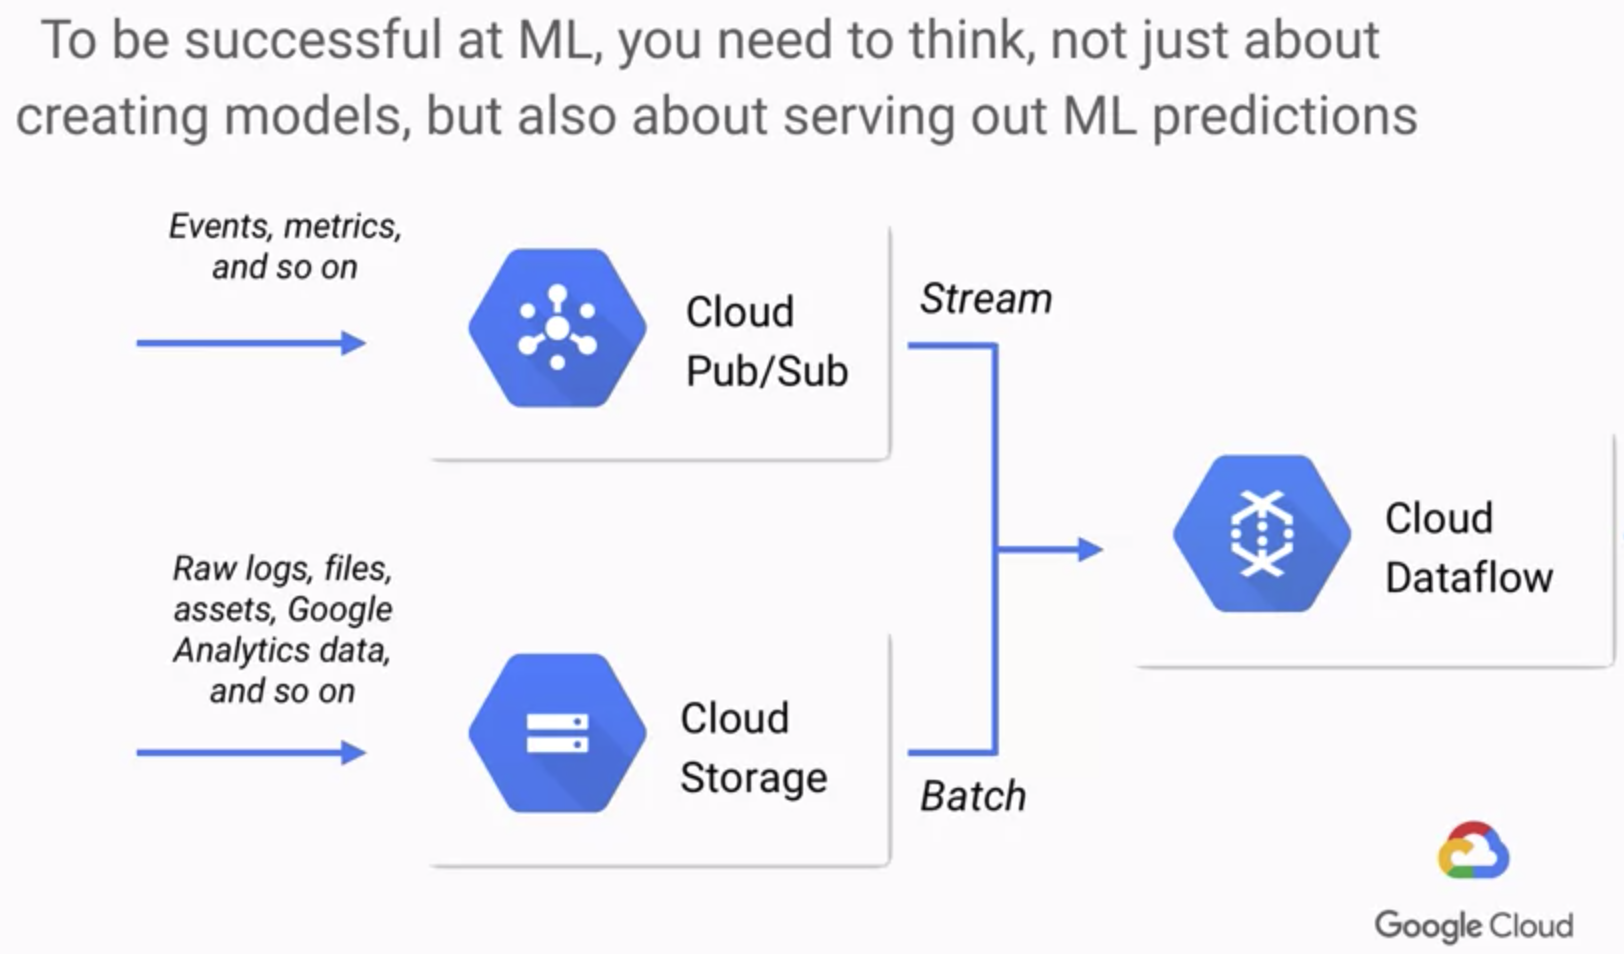 To be successful at ML, you need to think, not just about
creating models, but also about serving out ML predictions
Events, metrics,
and so on
Cloud
Pub/Sub
Stream
Raw logs, files,
assets, Google
Analytics data,
and so on
Cloud
Storage
Batch
Cloud
Dataflow
Google Cloud